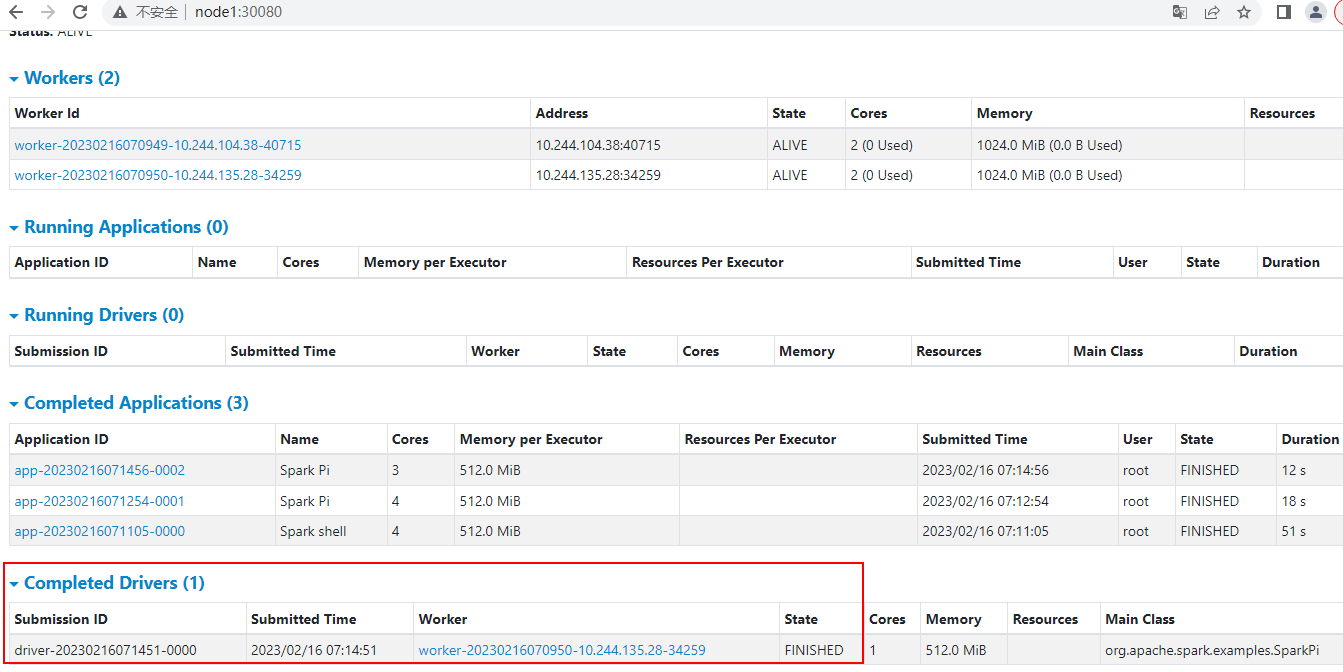 不安全 node1:30080
Status: ALIVE
Workers (2)
Worker Id Address State Cores Memory Resources
worker-20230216070949-10.244.104.38-40715 10.244.104.38:40715 ALIVE 2 (0 Used) 1024.0 MiB (0.0 B Used)
worker-20230216070950-10.244.135.28-34259 10.244.135.28:34259 ALIVE 2 (0 Used) 1024.0 MiB (0.0 B Used)
Running Applications (0)
Application ID Name Cores Memory per Executor Resources Per Executor Submitted Time User State Duration
Running Drivers (0)
Submission ID Submitted Time Worker State Cores Memory Resources Main Class Duration
Completed Applications (3)
Application ID Name Cores Memory per Executor Resources Per Executor Submitted Time User State Duration
app-20230216071456-0002 Spark Pi 3 512.0 MiB 2023/02/16 07:14:56 root FINISHED 12 s
app-20230216071254-0001 Spark Pi 4 512.0 MiB 2023/02/16 07:12:54 root FINISHED 18 s
app-20230216071105-0000 Spark shell 4 512.0 MiB 2023/02/16 07:11:05 root FINISHED 51 s
Completed Drivers (1)
Submission ID Submitted Time Worker State Cores Memory Resources Main Class
driver-20230216071451-0000 2023/02/16 07:14:51 worker-20230216070950-10.244.135.28-34259 FINISHED 1 512.0 MiB org.apache.spark.examples.SparkPi